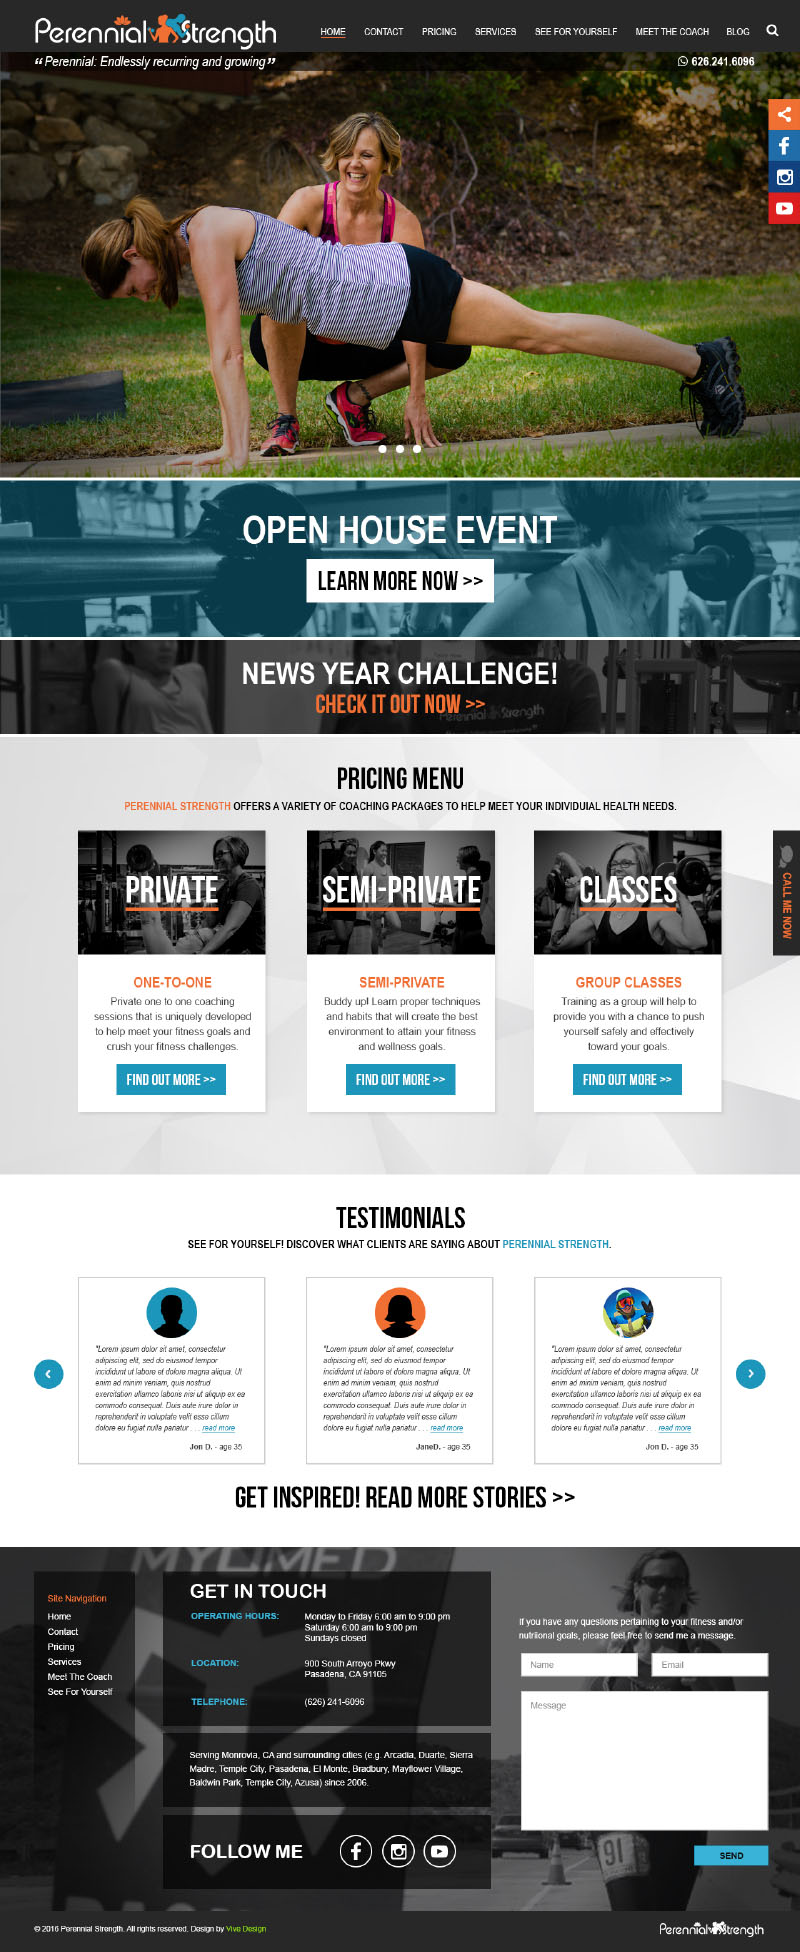 Perennial Strength
HOME CONTACT PRICING SERVICES SEE FOR YOURSELF MEET THE COACH BLOG
“ Perennial: Endlessly recurring and growing”
626.241.6096
OPEN HOUSE EVENT
LEARN MORE NOW >>
NEWS YEAR CHALLENGE!
CHECK IT OUT NOW >>
Perennial Strength
PRICING MENU
PERENNIAL STRENGTH OFFERS A VARIETY OF COACHING PACKAGES TO HELP MEET YOUR INDIVIDUIAL HEALTH NEEDS.
PRIVATE
ONE-TO-ONE
Private one to one coaching
sessions that is uniquely developed
to help meet your fitness goals and
crush your fitness challenges.
FIND OUT MORE >>
SEMI-PRIVATE
SEMI-PRIVATE
Buddy up! Learn proper techniques
and habits that will create the best
environment to attain your fitness
and wellness goals.
FIND OUT MORE >>
CLASSES
GROUP CLASSES
Training as a group will help to
provide you with a chance to push
yourself safely and effectively
toward your goals.
FIND OUT MORE >>
CALL ME NOW
TESTIMONIALS
SEE FOR YOURSELF! DISCOVER WHAT CLIENTS ARE SAYING ABOUT PERENNIAL STRENGTH.
"Lorem ipsum dolor sit amet, consectetur
adipiscing elit, sed do eiusmod tempor
incididunt ut labore et dolore magna aliqua. Ut
enim ad minim veniam, quis nostrud
exercitation ullamco laboris nisi ut aliquip ex ea
commodo consequat. Duis aute irure dolor in
reprehenderit in voluptate velit esse cillum
dolore eu fugiat nulla pariatur . . . read more
Jon D. - age 35
"Lorem ipsum dolor sit amet, consectetur
adipiscing elit, sed do eiusmod tempor
incididunt ut labore et dolore magna aliqua. Ut
enim ad minim veniam, quis nostrud
exercitation ullamco laboris nisi ut aliquip ex ea
commodo consequat. Duis aute irure dolor in
reprehenderit in voluptate velit esse cillum
dolore eu fugiat nulla pariatur . . . read more
JaneD. - age 35
"Lorem ipsum dolor sit amet, consectetur
adipiscing elit, sed do eiusmod tempor
incididunt ut labore et dolore magna aliqua. Ut
enim ad minim veniam, quis nostrud
exercitation ullamco laboris nisi ut aliquip ex ea
commodo consequat. Duis aute irure dolor in
reprehenderit in voluptate velit esse cillum
dolore eu fugiat nulla pariatur . . . read more
Jon D. - age 35
GET INSPIRED! READ MORE STORIES >>
Site Navigation
Home
Contact
Pricing
Services
Meet The Coach
See For Yourself
GET IN TOUCH
OPERATING HOURS: Monday to Friday 6:00 am to 9:00 pm
Saturday 6:00 am to 9:00 pm
Sundays closed
LOCATION: 900 South Arroyo Pkwy
Pasadena, CA 91105
TELEPHONE: (626) 241-6096
Serving Monrovia, CA and surrounding cities (e.g. Arcadia, Duarte, Sierra
Madre, Temple City, Pasadena, El Monte, Bradbury, Mayflower Village,
Baldwin Park, Temple City, Azusa) since 2006.
FOLLOW ME
If you have any questions pertaining to your fitness and/or
nutriional goals, please feel free to send me a message.
Name Email
Message
91
SEND
© 2016 Perennial Strength. All rights reserved. Design by Vive Design
Perennial Strength